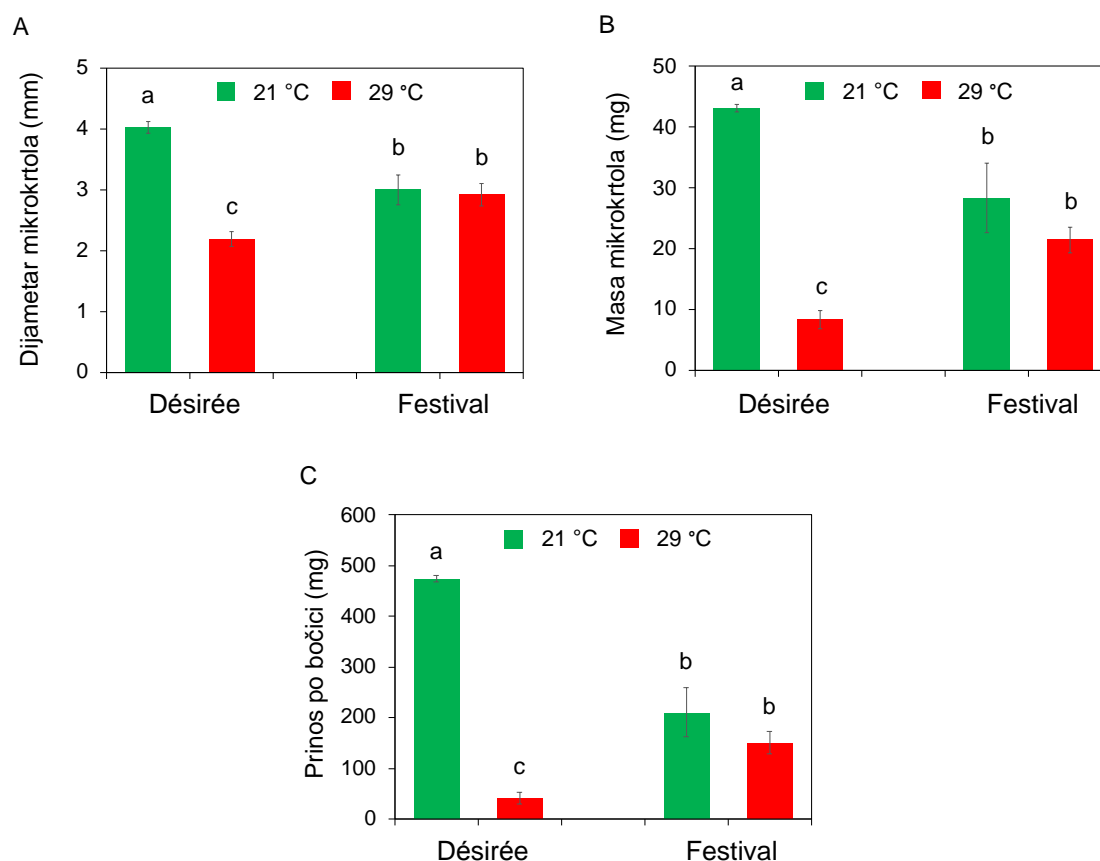 A
Dijametar mikrokrtola (mm)
5
4
3
2
1
0
21 °C
29 °C
a
c
b
b
Désirée
Festival
B
Masa mikrokrtola (mg)
50
40
30
20
10
0
21 °C
29 °C
a
c
b
b
Désirée
Festival
C
Prinos po bočici (mg)
600
500
400
300
200
100
0
21 °C
29 °C
a
c
b
b
Désirée
Festival